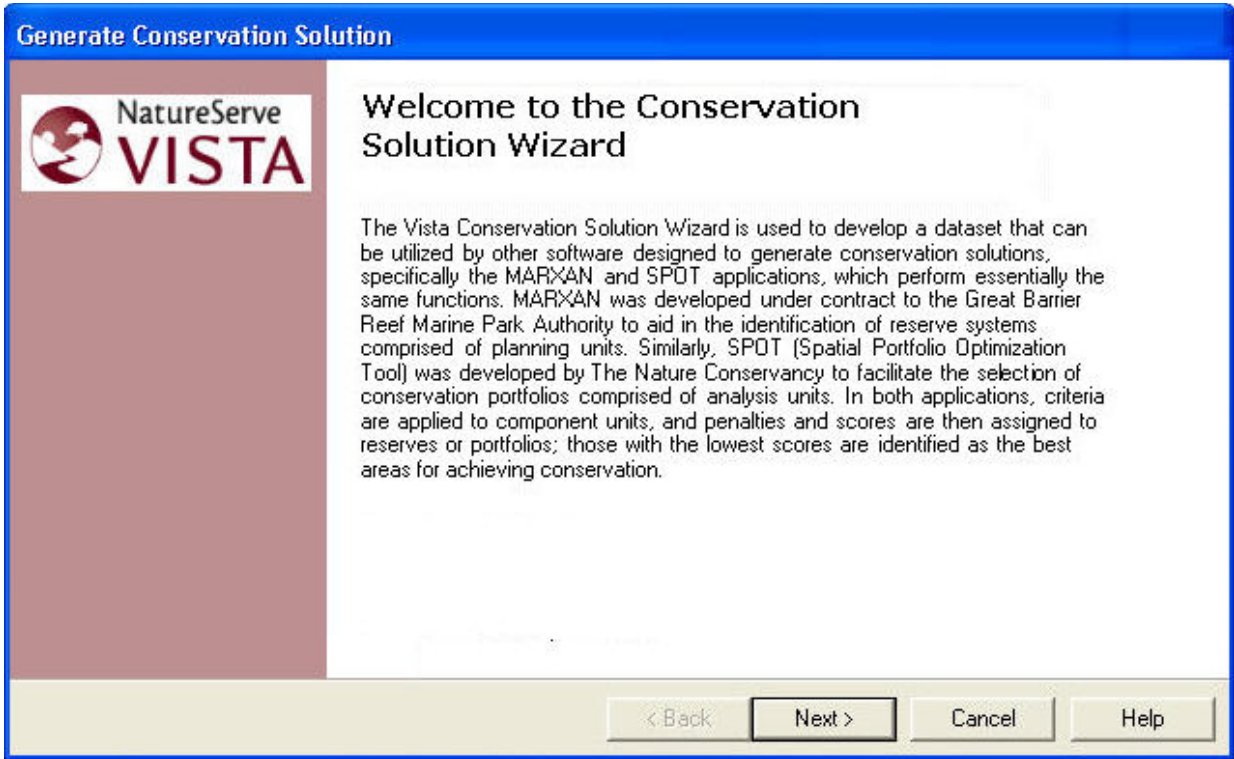 Generate Conservation Solution
NatureServe
VISTA
Welcome to the Conservation
Solution Wizard
The Vista Conservation Solution Wizard is used to develop a dataset that can
be utilized by other software designed to generate conservation solutions,
specifically the MARXAN and SPOT applications, which perform essentially the
same functions. MARXAN was developed under contract to the Great Barrier
Reef Marine Park Authority to aid in the identification of reserve systems
comprised of planning units. Similarly, SPOT (Spatial Portfolio Optimization
Tool) was developed by The Nature Conservancy to facilitate the selection of
conservation portfolios comprised of analysis units. In both applications, criteria
are applied to component units, and penalties and scores are then assigned to
reserves or portfolios; those with the lowest scores are identified as the best
areas for achieving conservation.
< Back Next > Cancel Help